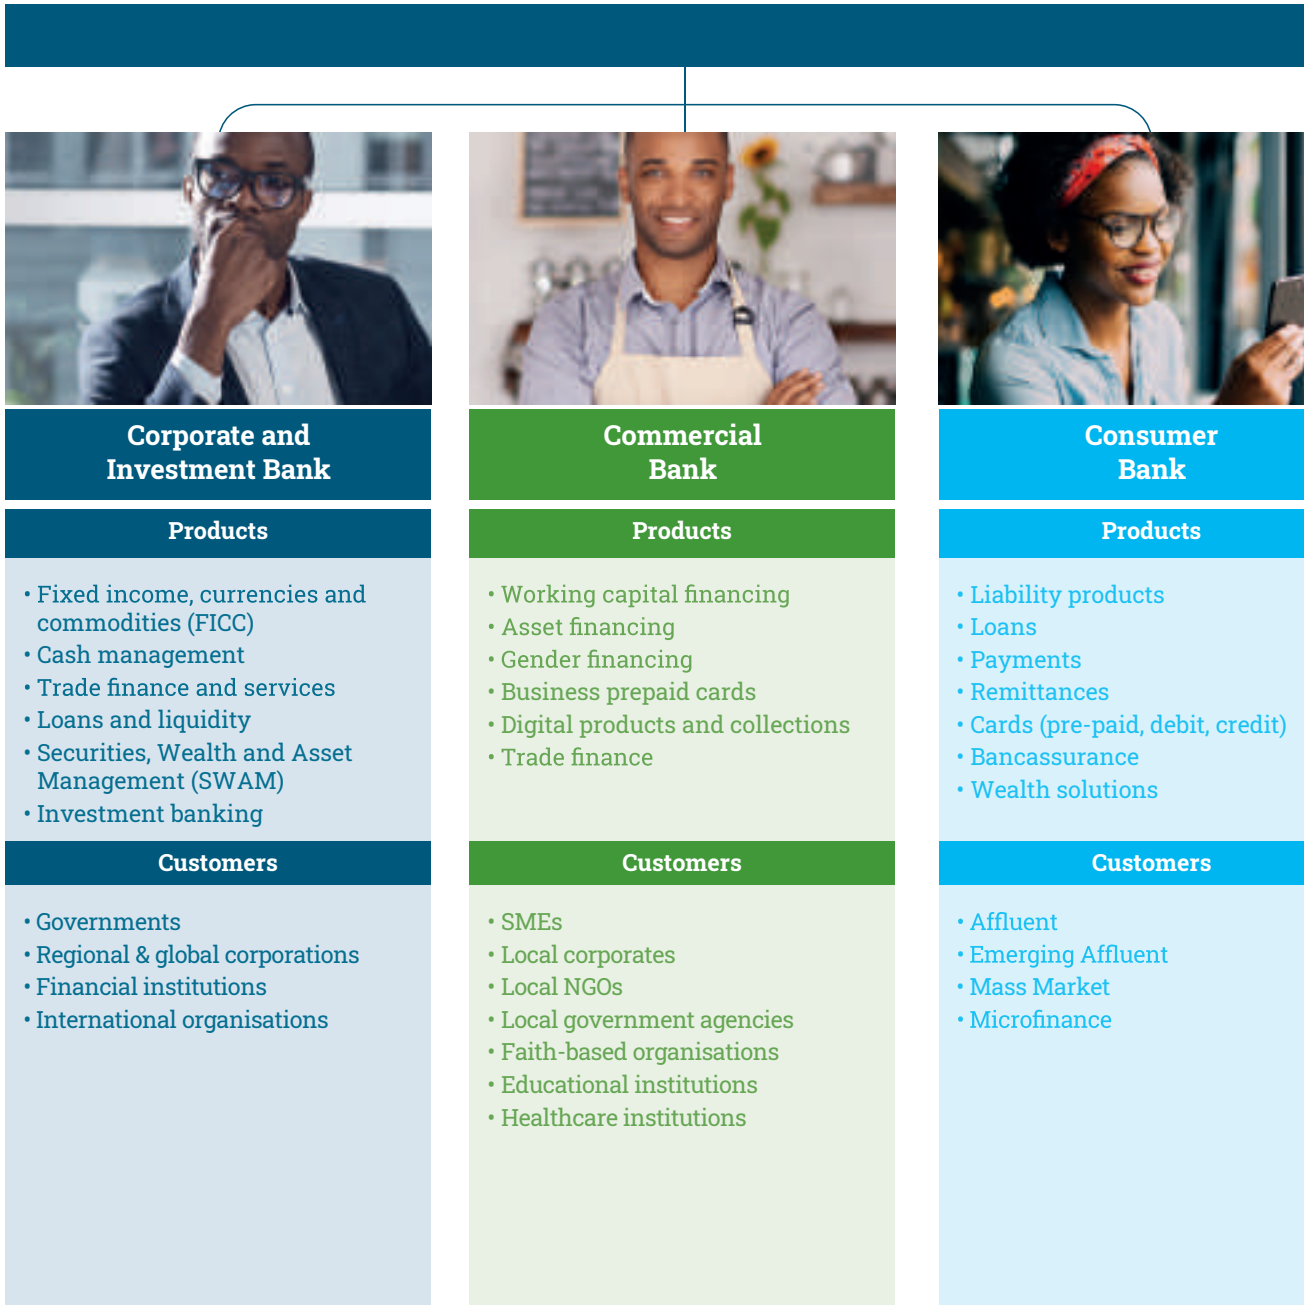 Corporate and
Investment Bank
Products
• Fixed income, currencies and
commodities (FICC)
• Cash management
• Trade finance and services
• Loans and liquidity
• Securities, Wealth and Asset
Management (SWAM)
• Investment banking
Customers
• Governments
• Regional & global corporations
• Financial institutions
• International organisations
Commercial
Bank
Products
• Working capital financing
• Asset financing
• Gender financing
• Business prepaid cards
• Digital products and collections
• Trade finance
Customers
• SMEs
• Local corporates
• Local NGOs
• Local government agencies
• Faith-based organisations
• Educational institutions
• Healthcare institutions
Consumer
Bank
Products
• Liability products
• Loans
• Payments
• Remittances
• Cards (pre-paid, debit, credit)
• Bancassurance
• Wealth solutions
Customers
• Affluent
• Emerging Affluent
• Mass Market
• Microfinance